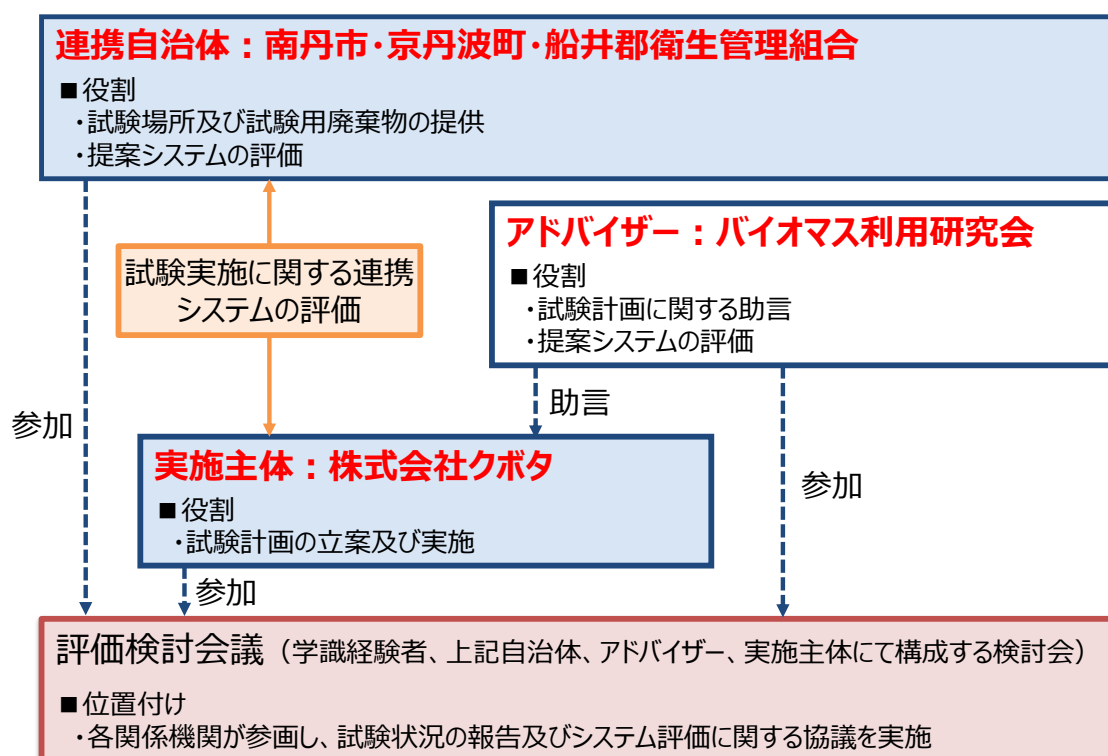 連携自治体：南丹市・京丹波町・船井郡衛生管理組合
■役割
・試験場所及び試験用廃棄物の提供
・提案システムの評価
アドバイザー：バイオマス利用研究会
■役割
・試験計画に関する助言
・提案システムの評価
試験実施に関する連携
システムの評価
参加
助言
実施主体：株式会社クボタ
■役割
・試験計画の立案及び実施
参加
参加
評価検討会議（学識経験者、上記自治体、アドバイザー、実施主体にて構成する検討会）
■位置付け
・各関係機関が参画し、試験状況の報告及びシステム評価に関する協議を実施